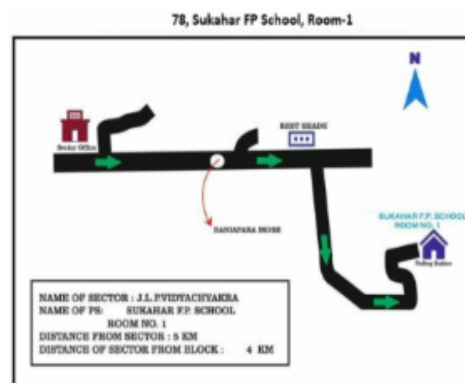 78, Sukahar FP School, Room-1
N
REST SHADE
Sector Office
SUKAHAR F.P. SCHOOL
ROOM NO. 1
BANIAPARA MORE
Polling Station
NAME OF SECTOR : J.L.P.VIDYACHYAKRA
NAME OF PS: SUKAHAR F.P. SCHOOL
ROOM NO. 1
DISTANCE FROM SECTOR : 5 KM
DISTANCE OF SECTOR FROM BLOCK : 4 KM